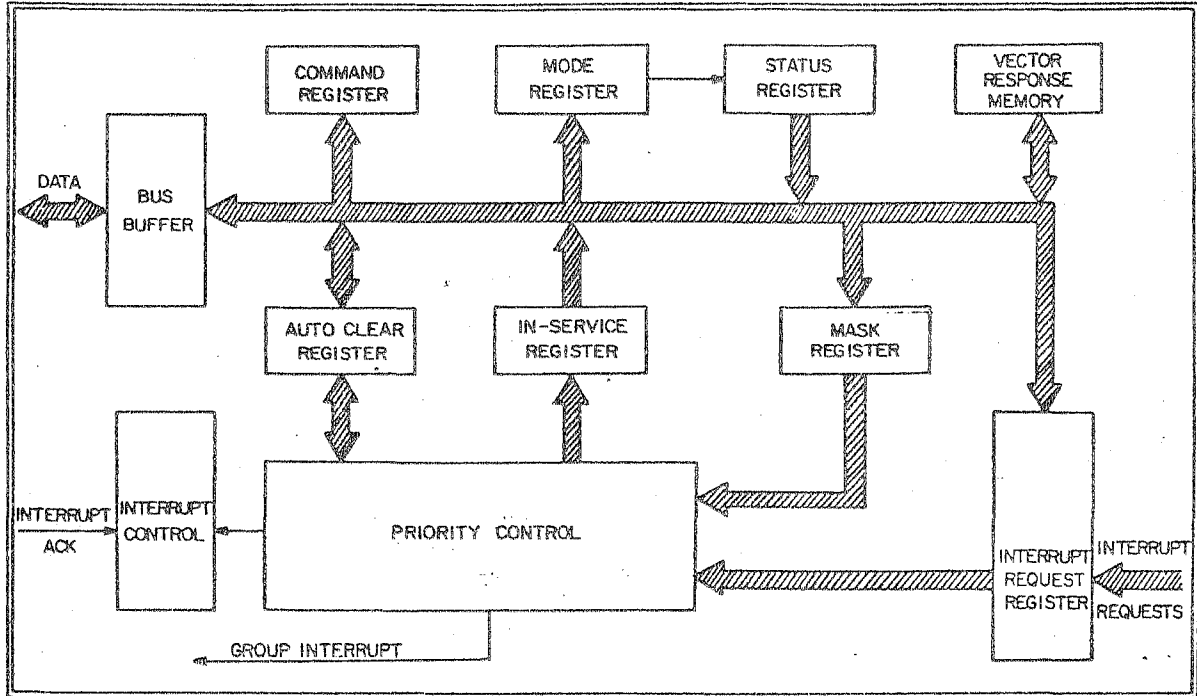 COMMAND
REGISTER
MODE
REGISTER
STATUS
REGISTER
VECTOR
RESPONSE
MEMORY
DATA
BUS
BUFFER
AUTO CLEAR
REGISTER
IN-SERVICE
REGISTER
MASK
REGISTER
INTERRUPT
ACK
INTERRUPT
CONTROL
PRIORITY CONTROL
INTERRUPT
REQUEST
REGISTER
INTERRUPT
REQUESTS
GROUP INTERRUPT